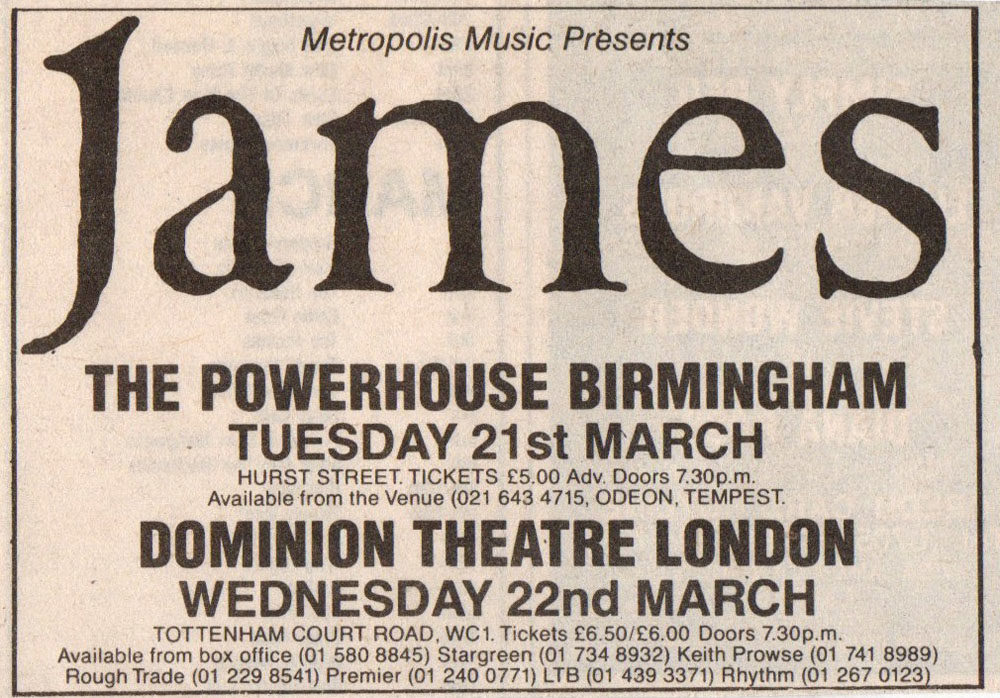 Metropolis Music Presents
James
THE POWERHOUSE BIRMINGHAM
TUESDAY 21st MARCH
HURST STREET. TICKETS £5.00 Adv. Doors 7.30p.m.
Available from the Venue (021 643 4715, ODEON, TEMPEST.
DOMINION THEATRE LONDON
WEDNESDAY 22nd MARCH
TOTTENHAM COURT ROAD, WC1. Tickets £6.50/£6.00 Doors 7.30p.m.
Available from box office (01 580 8845) Stargreen (01 734 8932) Keith Prowse (01 741 8989)
Rough Trade (01 229 8541) Premier (01 240 0771) LTB (01 439 3371) Rhythm (01 267 0123)